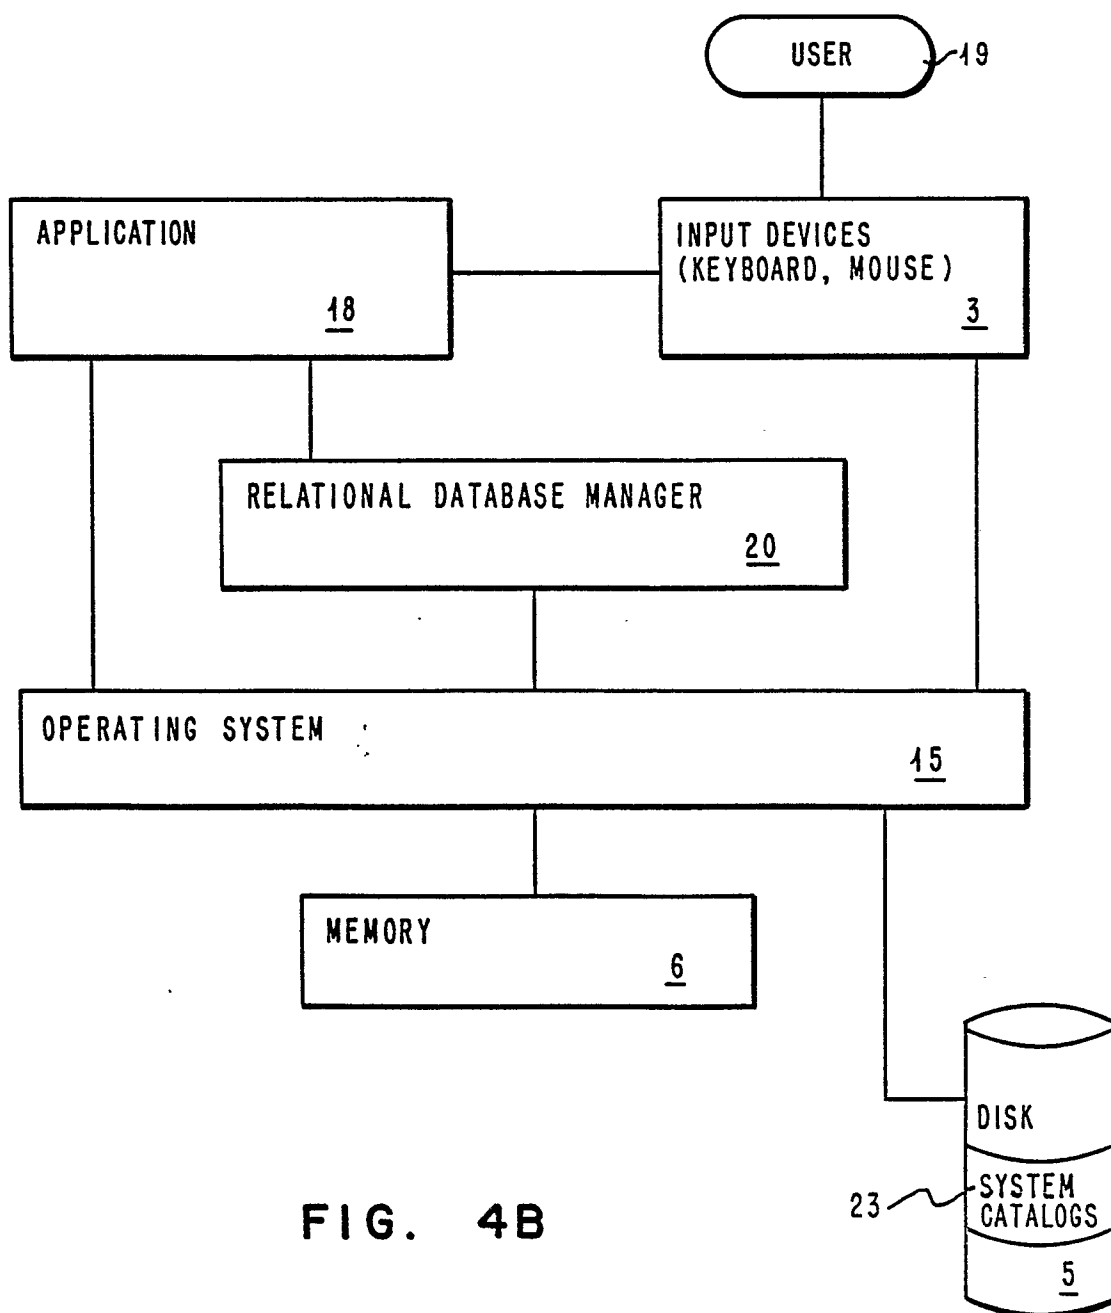 USER
19
APPLICATION
18
INPUT DEVICES
(KEYBOARD, MOUSE)
3
RELATIONAL DATABASE MANAGER
20
OPERATING SYSTEM
15
MEMORY
6
DISK
23
SYSTEM
CATALOGS
5
FIG. 4B